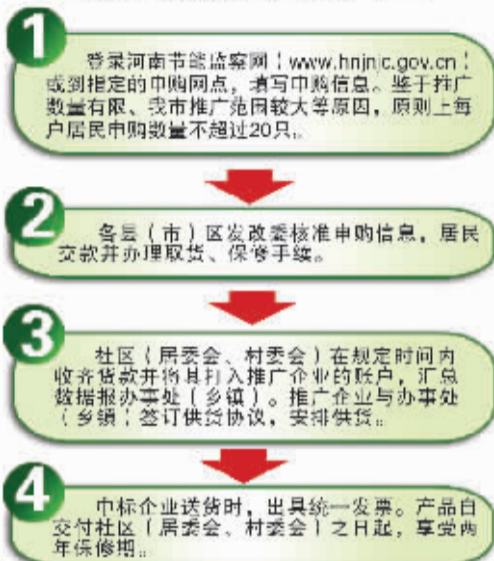 1
登录河南节能监察网(www.hnjnjc.gov.cn)
或到指定的申购网点，填写申购信息。鉴于推广
数量有限、我市推广范围较大等原因，原则上每
户居民申购数量不超过20只。
2
各县（市）区发改委核准申购信息，居民
交款并办理取货、保修手续。
3
社区（居委会、村委会）在规定时间内
收齐货款并将其打入推广企业的账户，汇总
数据报办事处（乡镇）。推广企业与办事处
（乡镇）签订供货协议，安排供货。
4
中标企业送货时，出具统一发票。产品自
交付社区（居委会、村委会）之日起，享受两
年保修期。